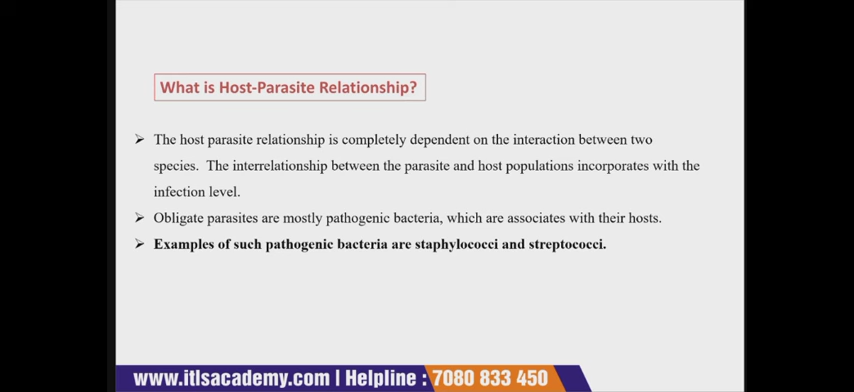 What is Host-Parasite Relationship?
➢ The host parasite relationship is completely dependent on the interaction between two
species. The interrelationship between the parasite and host populations incorporates with the
infection level.
➢ Obligate parasites are mostly pathogenic bacteria, which are associates with their hosts.
➢ Examples of such pathogenic bacteria are staphylococci and streptococci.
www.itlsacademy.com | Helpline : 7080 833 450